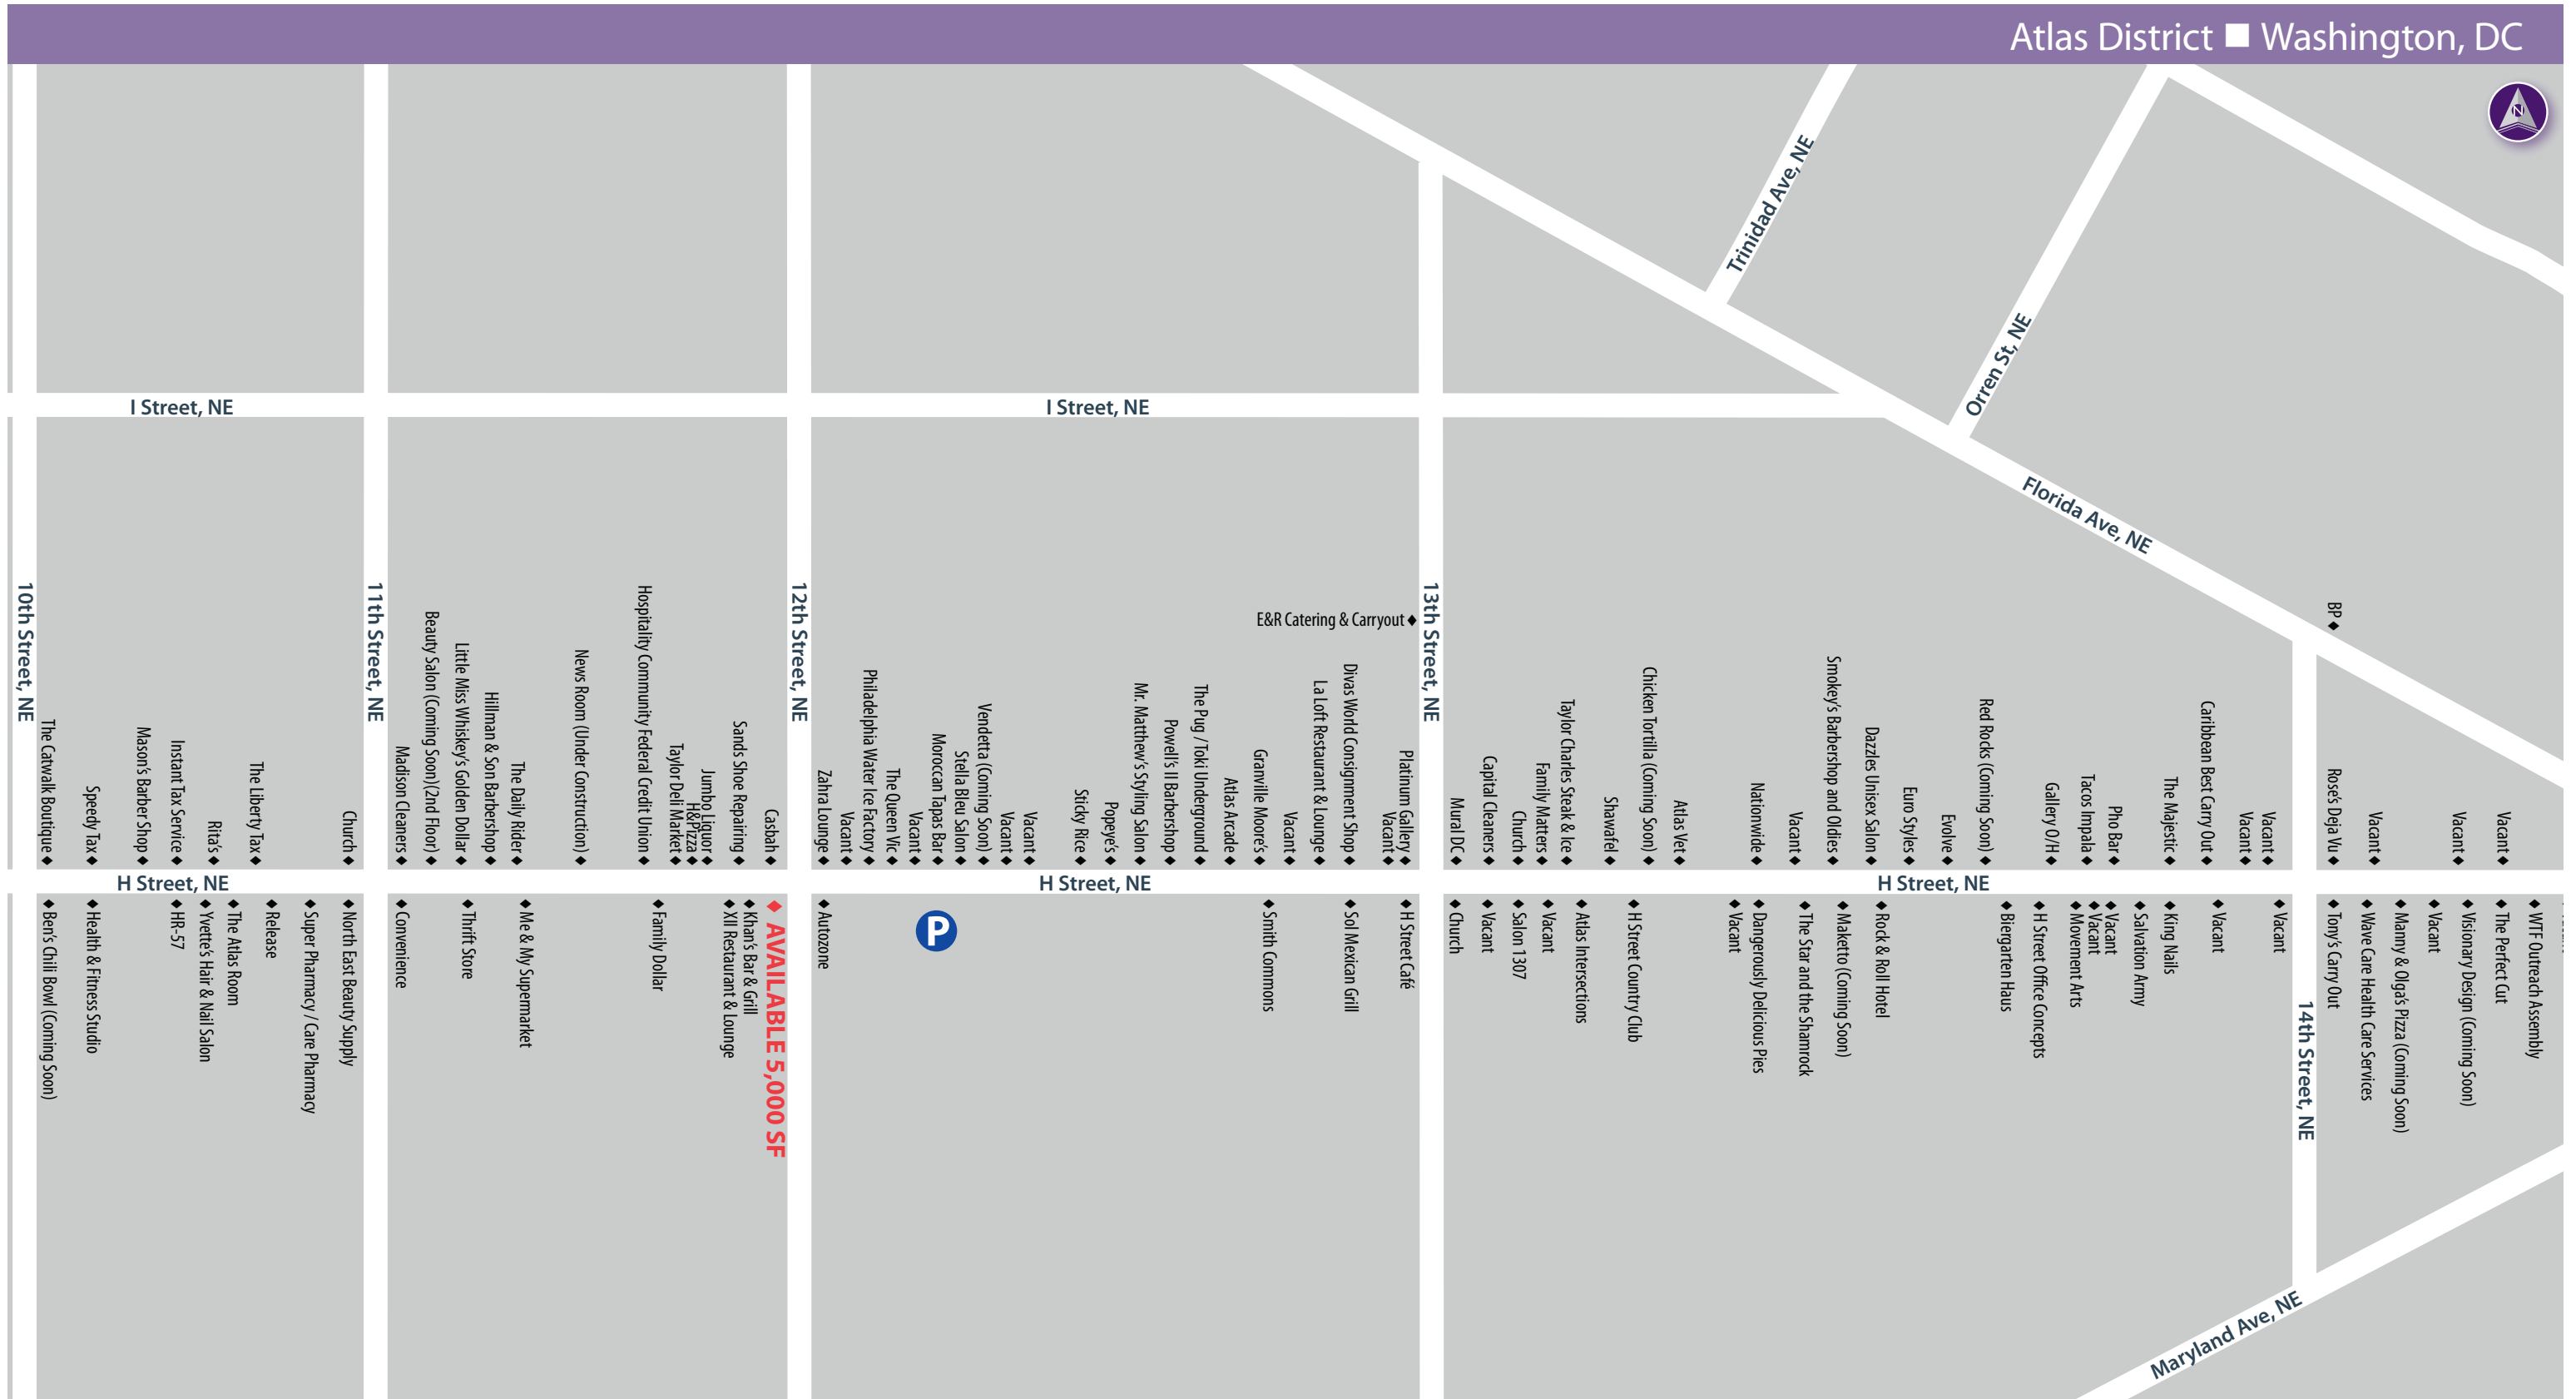 Atlas District ■ Washington, DC
N
Trinidad Ave, NE
Orren St, NE
I Street, NE
I Street, NE
Florida Ave, NE
10th Street, NE
11th Street, NE
12th Street, NE
13th Street, NE
BP
E&R Catering & Carryout
The Catwalk Boutique
Speedy Tax
Mason's Barber Shop
Instant Tax Service
Rita's
The Liberty Tax
Church
Madison Cleaners
Beauty Salon (Coming Soon)(2nd Floor)
Little Miss Whiskey's Golden Dollar
Hillman & Son Barbershop
The Daily Rider
News Room (Under Construction)
Hospitality Community Federal Credit Union
Taylor Deli Market
H&Pizza
Jumbo Liquor
Sands Shoe Repairing
Casbah
Zahra Lounge
Vacant
Philadelphia Water Ice Factory
The Queen Vic
Vacant
Moroccan Tapas Bar
Stella Bleu Salon
Vendetta (Coming Soon)
Vacant
Vacant
Sticky Rice
Popeye's
Mr. Matthew's Styling Salon
Powell's II Barbershop
The Pug / Toki Underground
Atlas Arcade
Granville Moore's
Vacant
La Loft Restaurant & Lounge
Divas World Consignment Shop
Vacant
Platinum Gallery
Mural DC
Capital Cleaners
Church
Family Matters
Taylor Charles Steak & Ice
Shawafel
Chicken Tortilla (Coming Soon)
Atlas Vet
Nationwide
Vacant
Smokey's Barbershop and Oldies
Dazzles Unisex Salon
Euro Styles
Evolve
Red Rocks (Coming Soon)
Gallery O/H
Tacos Impala
Pho Bar
The Majestic
Caribbean Best Carry Out
Vacant
Vacant
Rose's Deja Vu
Vacant
Vacant
Vacant
H Street, NE
H Street, NE
H Street, NE
Ben's Chili Bowl (Coming Soon)
Health & Fitness Studio
HR-57
Yvette's Hair & Nail Salon
The Atlas Room
Release
Super Pharmacy / Care Pharmacy
North East Beauty Supply
Convenience
Thrift Store
Me & My Supermarket
Family Dollar
XII Restaurant & Lounge
Khan's Bar & Grill
AVAILABLE 5,000 SF
Autozone
P
Smith Commons
Sol Mexican Grill
H Street Café
Church
Vacant
Salon 1307
Vacant
Atlas Intersections
H Street Country Club
Vacant
Dangerously Delicious Pies
The Star and the Shamrock
Maketto (Coming Soon)
Rock & Roll Hotel
Biergarten Haus
H Street Office Concepts
Movement Arts
Vacant
Vacant
Salvation Army
King Nails
Vacant
Vacant
Tony's Carry Out
Wave Care Health Care Services
Manny & Olga's Pizza (Coming Soon)
Vacant
Visionary Design (Coming Soon)
The Perfect Cut
WTF Outreach Assembly
14th Street, NE
Maryland Ave, NE